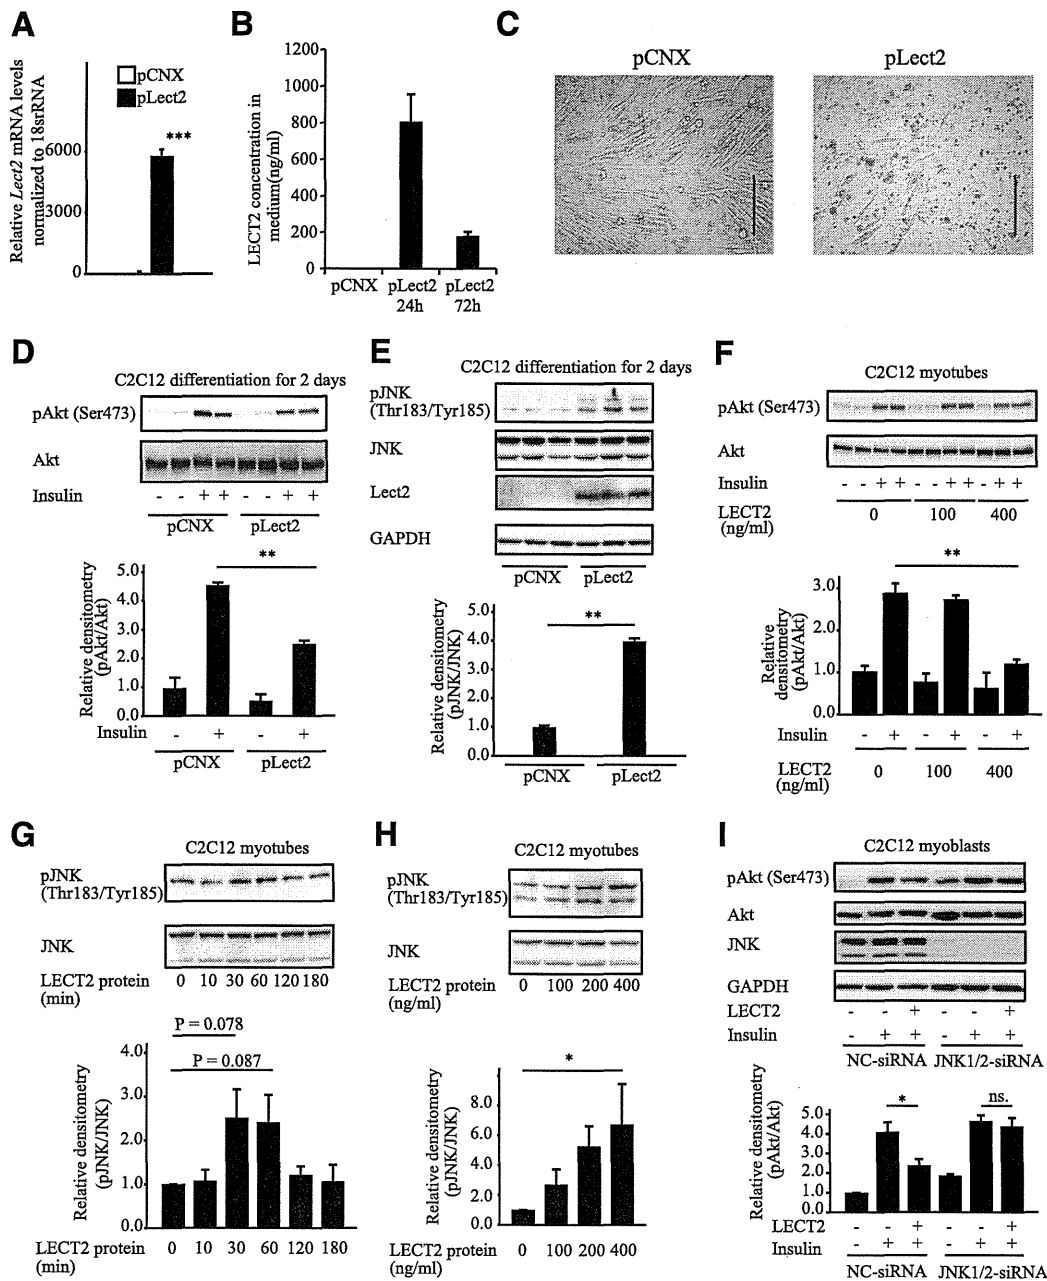 A
Relative Lect2 mRNA levels
normalized to 18srRNA
pCNX
pLect2
***
6000
3000
0
B
LECT2 concentration in
medium(ng/ml)
1200
1000
800
600
400
200
0
pCNX pLect2 pLect2
24h 72h
C
pCNX
pLect2
D
C2C12 differentiation for 2 days
pAkt (Ser473)
Akt
Insulin - - + + - - + +
pCNX pLect2
**
Relative densitometry
(pAkt/Akt)
5.0
4.0
3.0
2.0
1.0
0.0
Insulin - + - +
pCNX pLect2
E
C2C12 differentiation for 2 days
pJNK
(Thr183/Tyr185)
JNK
Lect2
GAPDH
pCNX pLect2
**
Relative densitometry
(pJNK/JNK)
5.0
4.0
3.0
2.0
1.0
0.0
pCNX pLect2
F
C2C12 myotubes
pAkt (Ser473)
Akt
Insulin - - + + - - + + - + +
LECT2
(ng/ml)
0 100 400
**
Relative
densitometry
(pAkt/Akt)
3.0
2.0
1.0
0.0
Insulin - + - + - +
LECT2
(ng/ml)
0 100 400
G
C2C12 myotubes
pJNK
(Thr183/Tyr185)
JNK
LECT2 protein 0 10 30 60 120 180
(min)
P = 0.078
P = 0.087
Relative densitometry
(pJNK/JNK)
4.0
3.0
2.0
1.0
0.0
LECT2 protein 0 10 30 60 120 180
(min)
H
C2C12 myotubes
pJNK
(Thr183/Tyr185)
JNK
LECT2 protein 0 100 200 400
(ng/ml)
*
Relative densitometry
(pJNK/JNK)
8.0
6.0
4.0
2.0
0.0
LECT2 protein 0 100 200 400
(ng/ml)
I
C2C12 myoblasts
pAkt (Ser473)
Akt
JNK
GAPDH
LECT2 - - + - - +
Insulin - + + - + +
NC-siRNA JNK1/2-siRNA
* ns.
Relative densitometry
(pAkt/Akt)
5.0
4.0
3.0
2.0
1.0
0.0
LECT2 - - + - - +
Insulin - + + - + +
NC-siRNA JNK1/2-siRNA